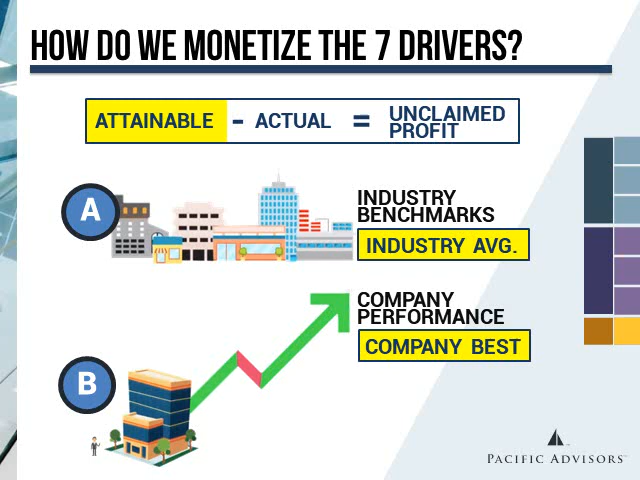 HOW DO WE MONETIZE THE 7 DRIVERS?
ATTAINABLE - ACTUAL = UNCLAIMED PROFIT
A
INDUSTRY
BENCHMARKS
INDUSTRY AVG.
COMPANY
PERFORMANCE
COMPANY BEST
B
PACIFIC ADVISORS